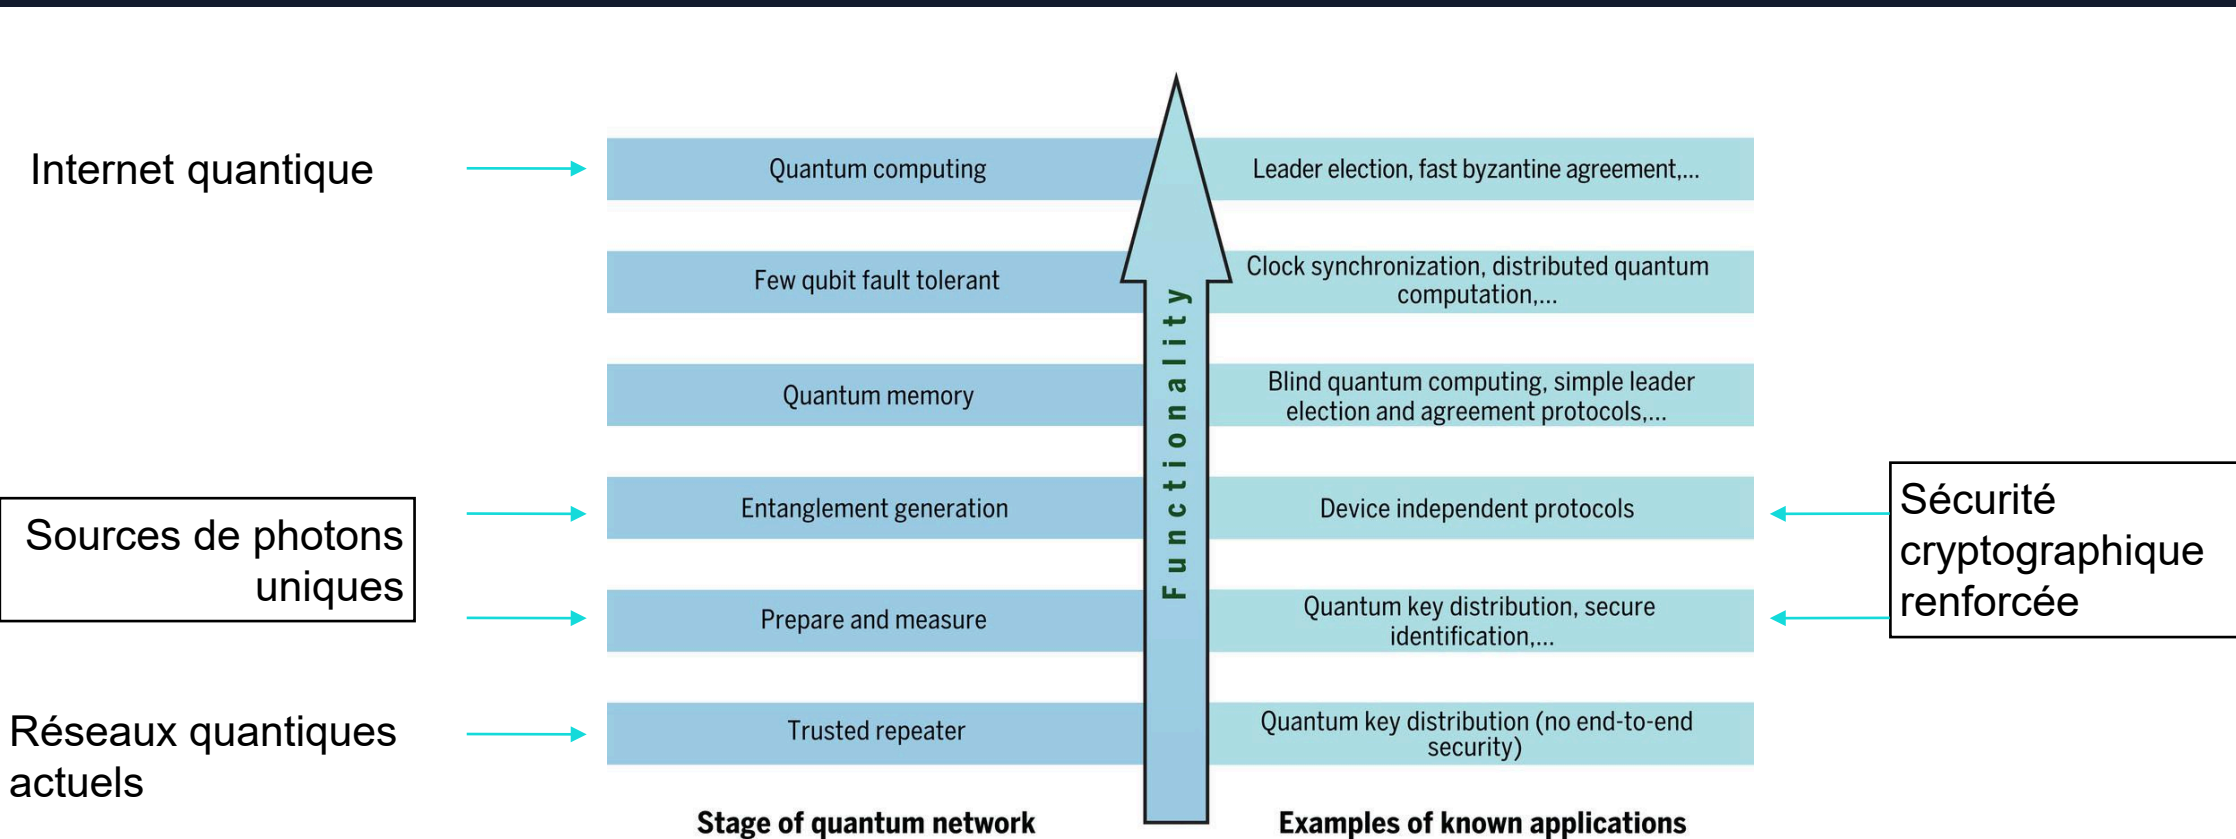 Internet quantique
Quantum computing
Leader election, fast byzantine agreement,...
Few qubit fault tolerant
Clock synchronization, distributed quantum
computation,...
Quantum memory
Blind quantum computing, simple leader
election and agreement protocols,...
Functionality
Sources de photons
uniques
Entanglement generation
Device independent protocols
Sécurité
cryptographique
renforcée
Prepare and measure
Quantum key distribution, secure
identification,...
Réseaux quantiques
actuels
Trusted repeater
Quantum key distribution (no end-to-end
security)
Stage of quantum network
Examples of known applications